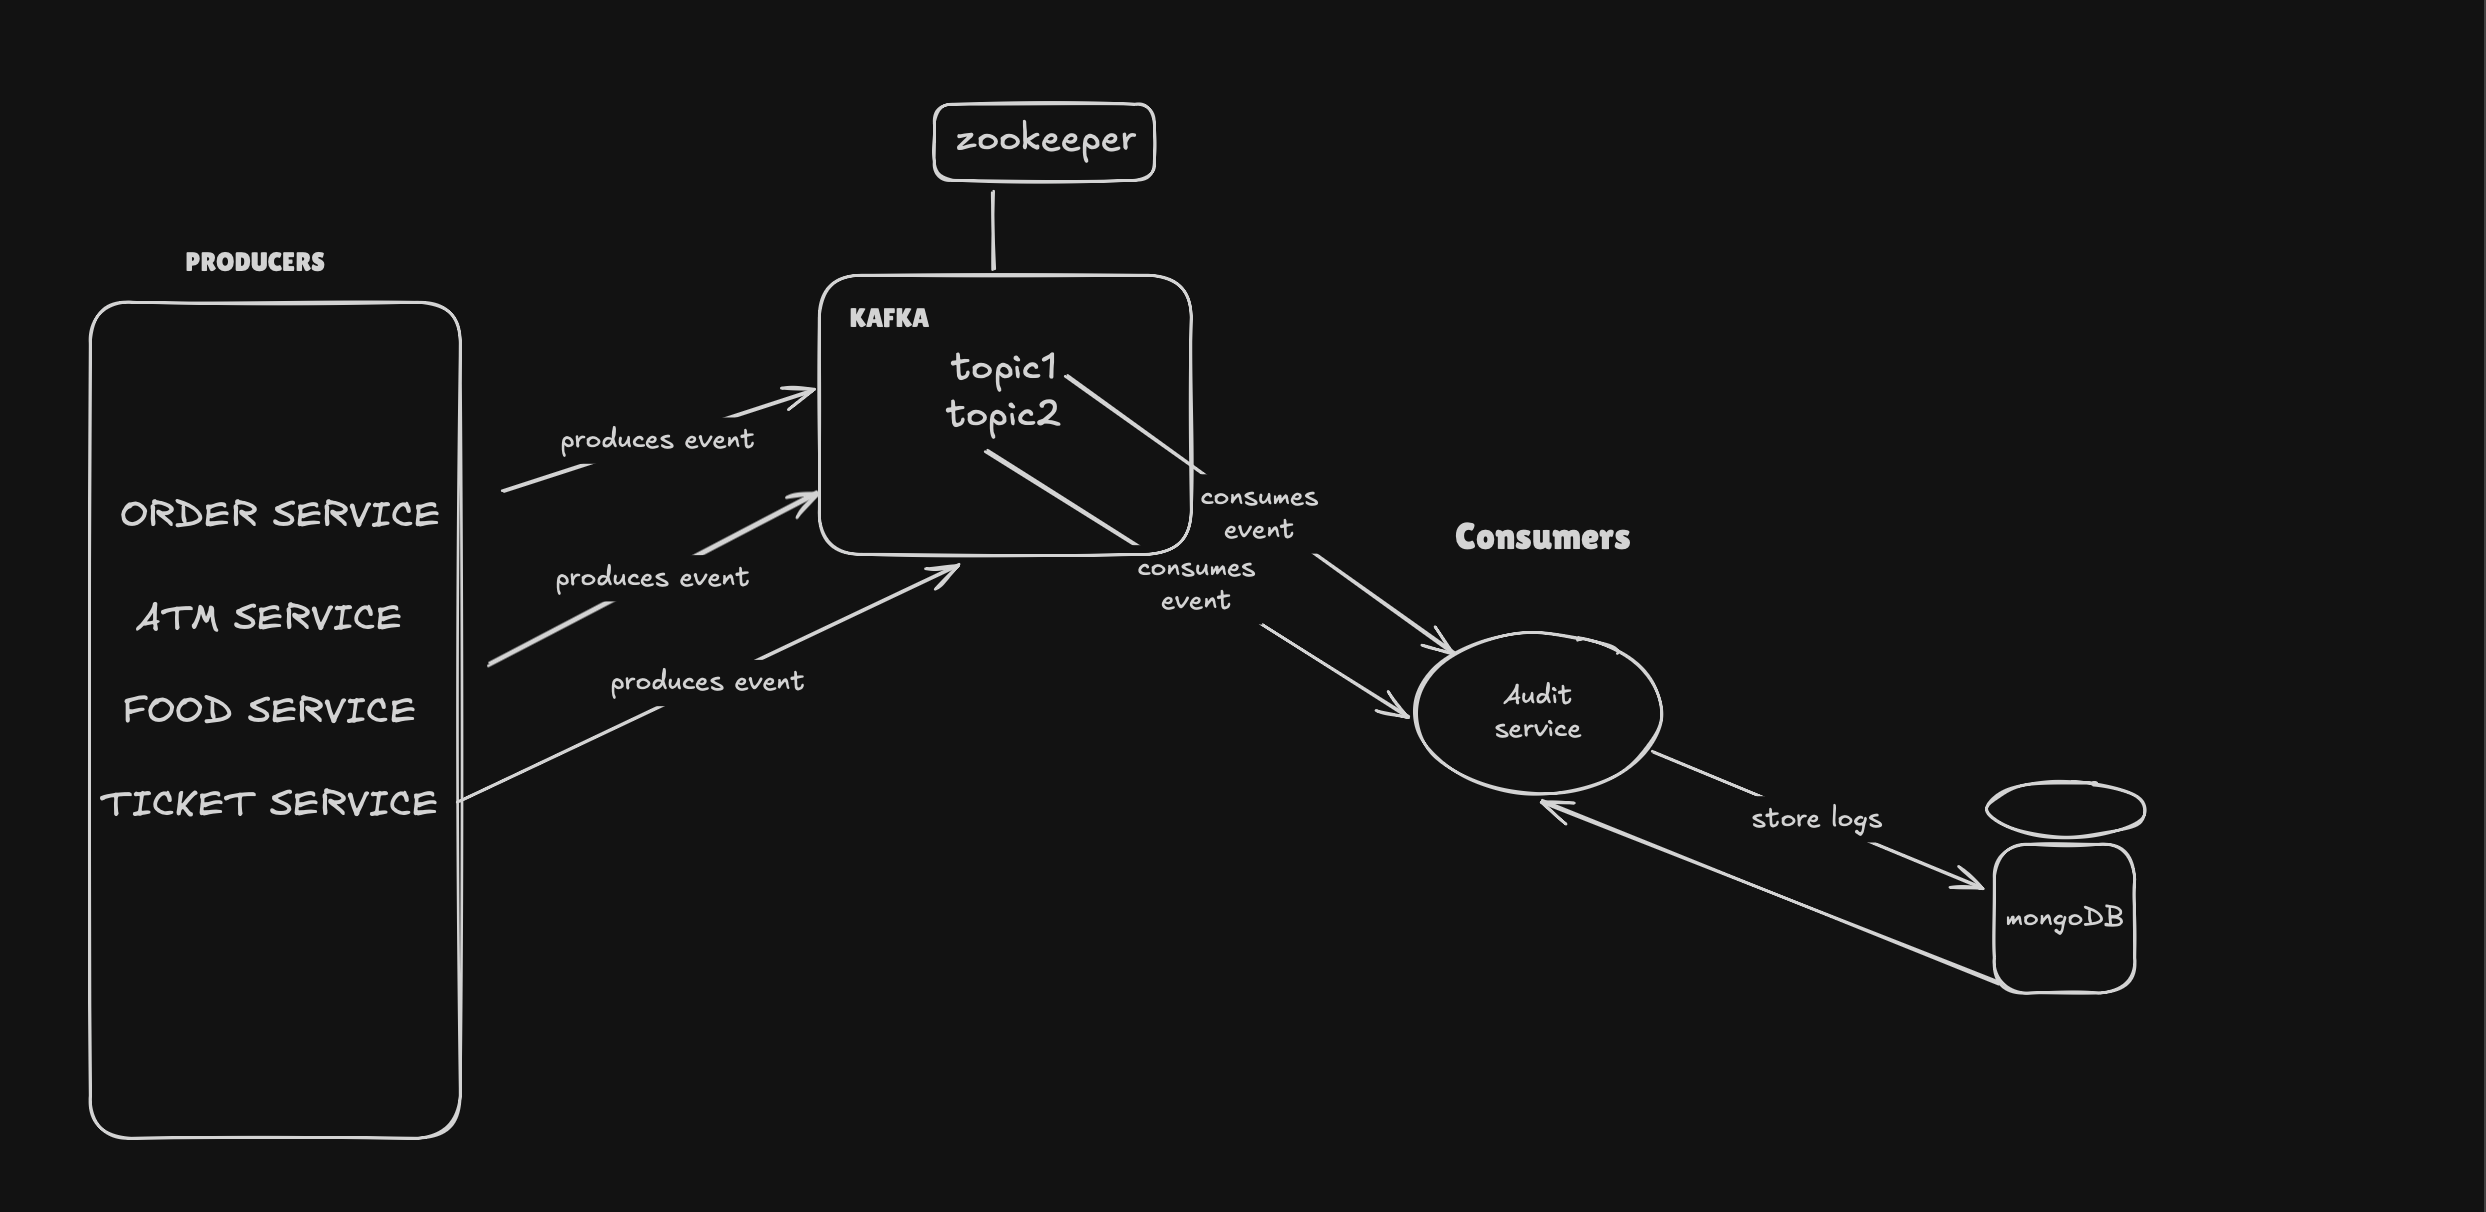 zookeeper
PRODUCERS
KAFKA
topic1
topic2
produces event
produces event
produces event
ORDER SERVICE
ATM SERVICE
FOOD SERVICE
TICKET SERVICE
consumes
event
consumes
event
Consumers
Audit
service
store logs
mongoDB